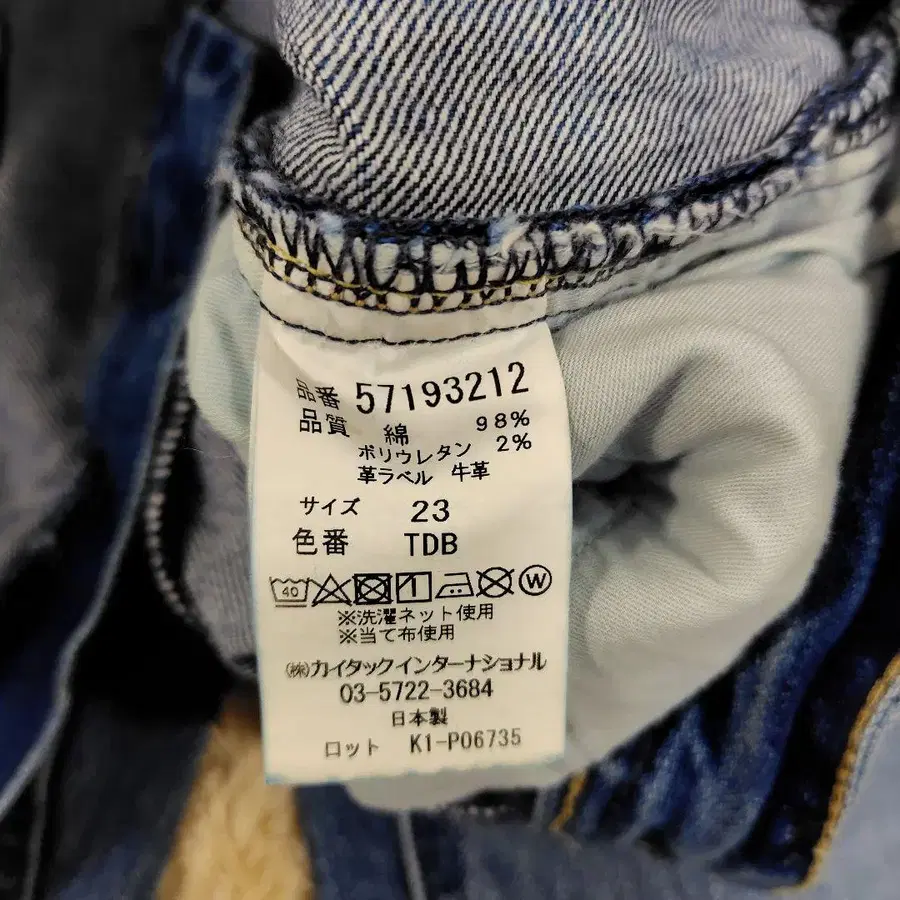 品番 57193212
品質 綿 98%
ポリウレタン 2%
革ラベル 牛革
サイズ 23
色番 TDB
40 W
※洗濯ネット使用
※当て布使用
㈱カイタックインターナショナル
03-5722-3684
日本製
ロット K1-P06735